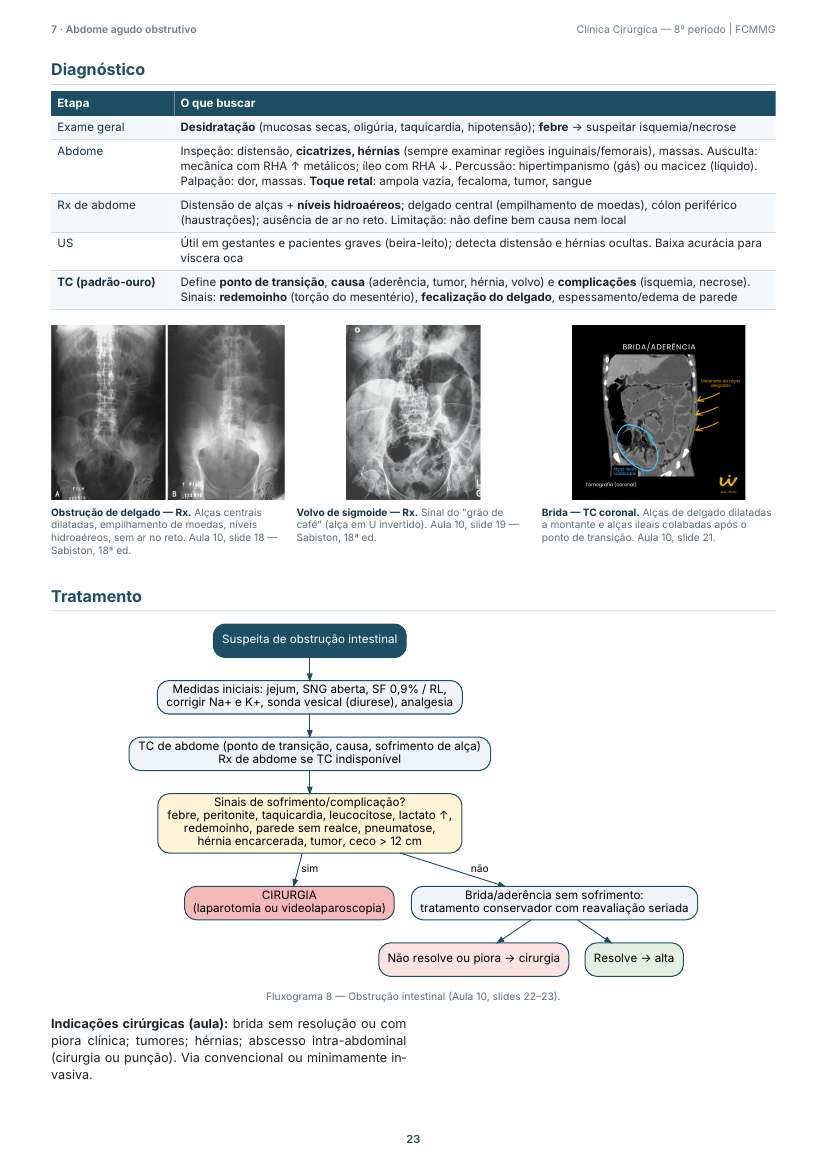 7 · Abdome agudo obstrutivo
Clínica Cirúrgica — 8º período | FCMMG
Diagnóstico
Etapa O que buscar
Exame geral Desidratação (mucosas secas, oligúria, taquicardia, hipotensão); febre → suspeitar isquemia/necrose
Abdome Inspeção: distensão, cicatrizes, hérnias (sempre examinar regiões inguinais/femorais), massas. Ausculta:
mecânica com RHA ↑ metálicos; íleo com RHA ↓. Percussão: hipertimpanismo (gás) ou macicez (líquido).
Palpação: dor, massas. Toque retal: ampola vazia, fecaloma, tumor, sangue
Rx de abdome Distensão de alças + níveis hidroaéreos; delgado central (empilhamento de moedas), cólon periférico
(haustrações); ausência de ar no reto. Limitação: não define bem causa nem local
US Útil em gestantes e pacientes graves (beira-leito); detecta distensão e hérnias ocultas. Baixa acurácia para
víscera oca
TC (padrão-ouro) Define ponto de transição, causa (aderência, tumor, hérnia, volvo) e complicações (isquemia, necrose).
Sinais: redemoinho (torção do mesentério), fecalização do delgado, espessamento/edema de parede
A
B
BRIDA/ADERÊNCIA
Tomografia (coronal)
Obstrução de delgado — Rx. Alças centrais
dilatadas, empilhamento de moedas, níveis
hidroaéreos, sem ar no reto. Aula 10, slide 18 —
Sabiston, 18ª ed.
Volvo de sigmoide — Rx. Sinal do "grão de
café" (alça em U invertido). Aula 10, slide 19 —
Sabiston, 18ª ed.
Brida — TC coronal. Alças de delgado dilatadas
a montante e alças ileais colabadas após o
ponto de transição. Aula 10, slide 21.
Tratamento
Suspeita de obstrução intestinal
Medidas iniciais: jejum, SNG aberta, SF 0,9% / RL,
corrigir Na+ e K+, sonda vesical (diurese), analgesia
TC de abdome (ponto de transição, causa, sofrimento de alça)
Rx de abdome se TC indisponível
Sinais de sofrimento/complicação?
febre, peritonite, taquicardia, leucocitose, lactato ↑,
redemoinho, parede sem realce, pneumatose,
hérnia encarcerada, tumor, ceco > 12 cm
sim
não
CIRURGIA
(laparotomia ou videolaparoscopia)
Brida/aderência sem sofrimento:
tratamento conservador com reavaliação seriada
Não resolve ou piora → cirurgia
Resolve → alta
Fluxograma 8 — Obstrução intestinal (Aula 10, slides 22–23).
Indicações cirúrgicas (aula): brida sem resolução ou com
piora clínica; tumores; hérnias; abscesso intra-abdominal
(cirurgia ou punção). Via convencional ou minimamente in-
vasiva.
23